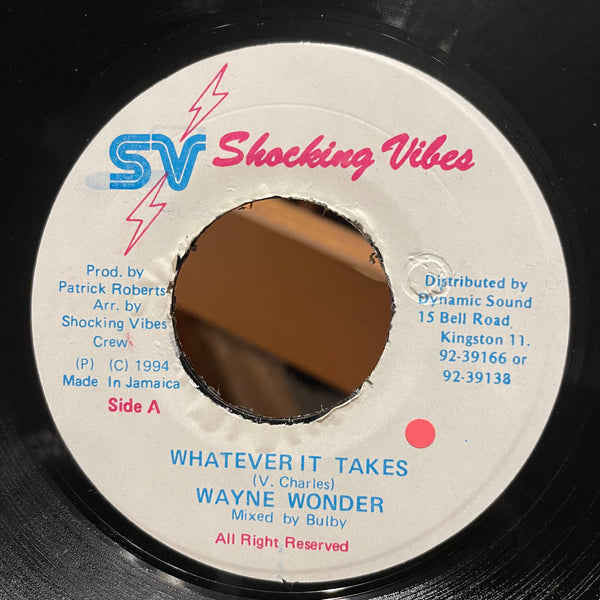 SV Shocking Vibes
Prod. by
Patrick Roberts
Arr. by
Shocking Vibes
Crew
(P) (C) 1994
Made In Jamaica
Side A
Distributed by
Dynamic Sound
15 Bell Road
Kingston 11.
92-39166 or
92-39138
WHATEVER IT TAKES
(V. Charles)
WAYNE WONDER
Mixed by Bulby
All Right Reserved